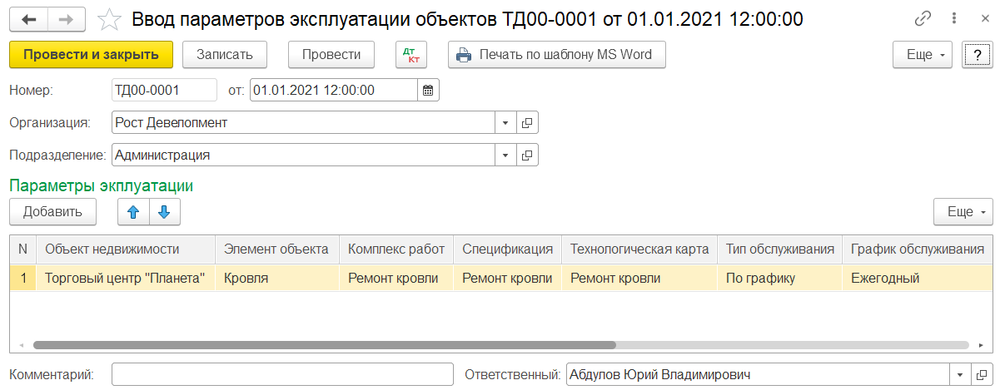 Ввод параметров эксплуатации объектов ТД00-0001 от 01.01.2021 12:00:00
Провести и закрыть Записать Провести Дт Кт Печать по шаблону MS Word Еще ?
Номер: ТД00-0001 от: 01.01.2021 12:00:00
Организация: Рост Девелопмент
Подразделение: Администрация
Параметры экплуатации
Добавить Еще
N Объект недвижимости Элемент объекта Комплекс работ Спецификация Технологическая карта Тип обслуживания График обслуживания
1 Торговый центр "Планета" Кровля Ремонт кровли Ремонт кровли Ремонт кровли По графику Ежегодный
Комментарий: Ответственный: Абдулов Юрий Владимирович